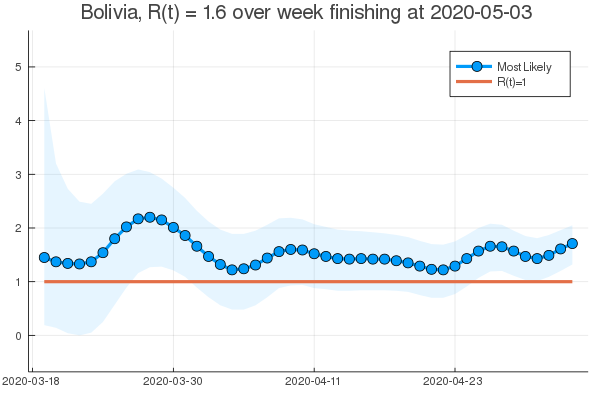 Bolivia, R(t) = 1.6 over week finishing at 2020-05-03
Most Likely
R(t)=1
5
4
3
2
1
0
2020-03-18 2020-03-30 2020-04-11 2020-04-23